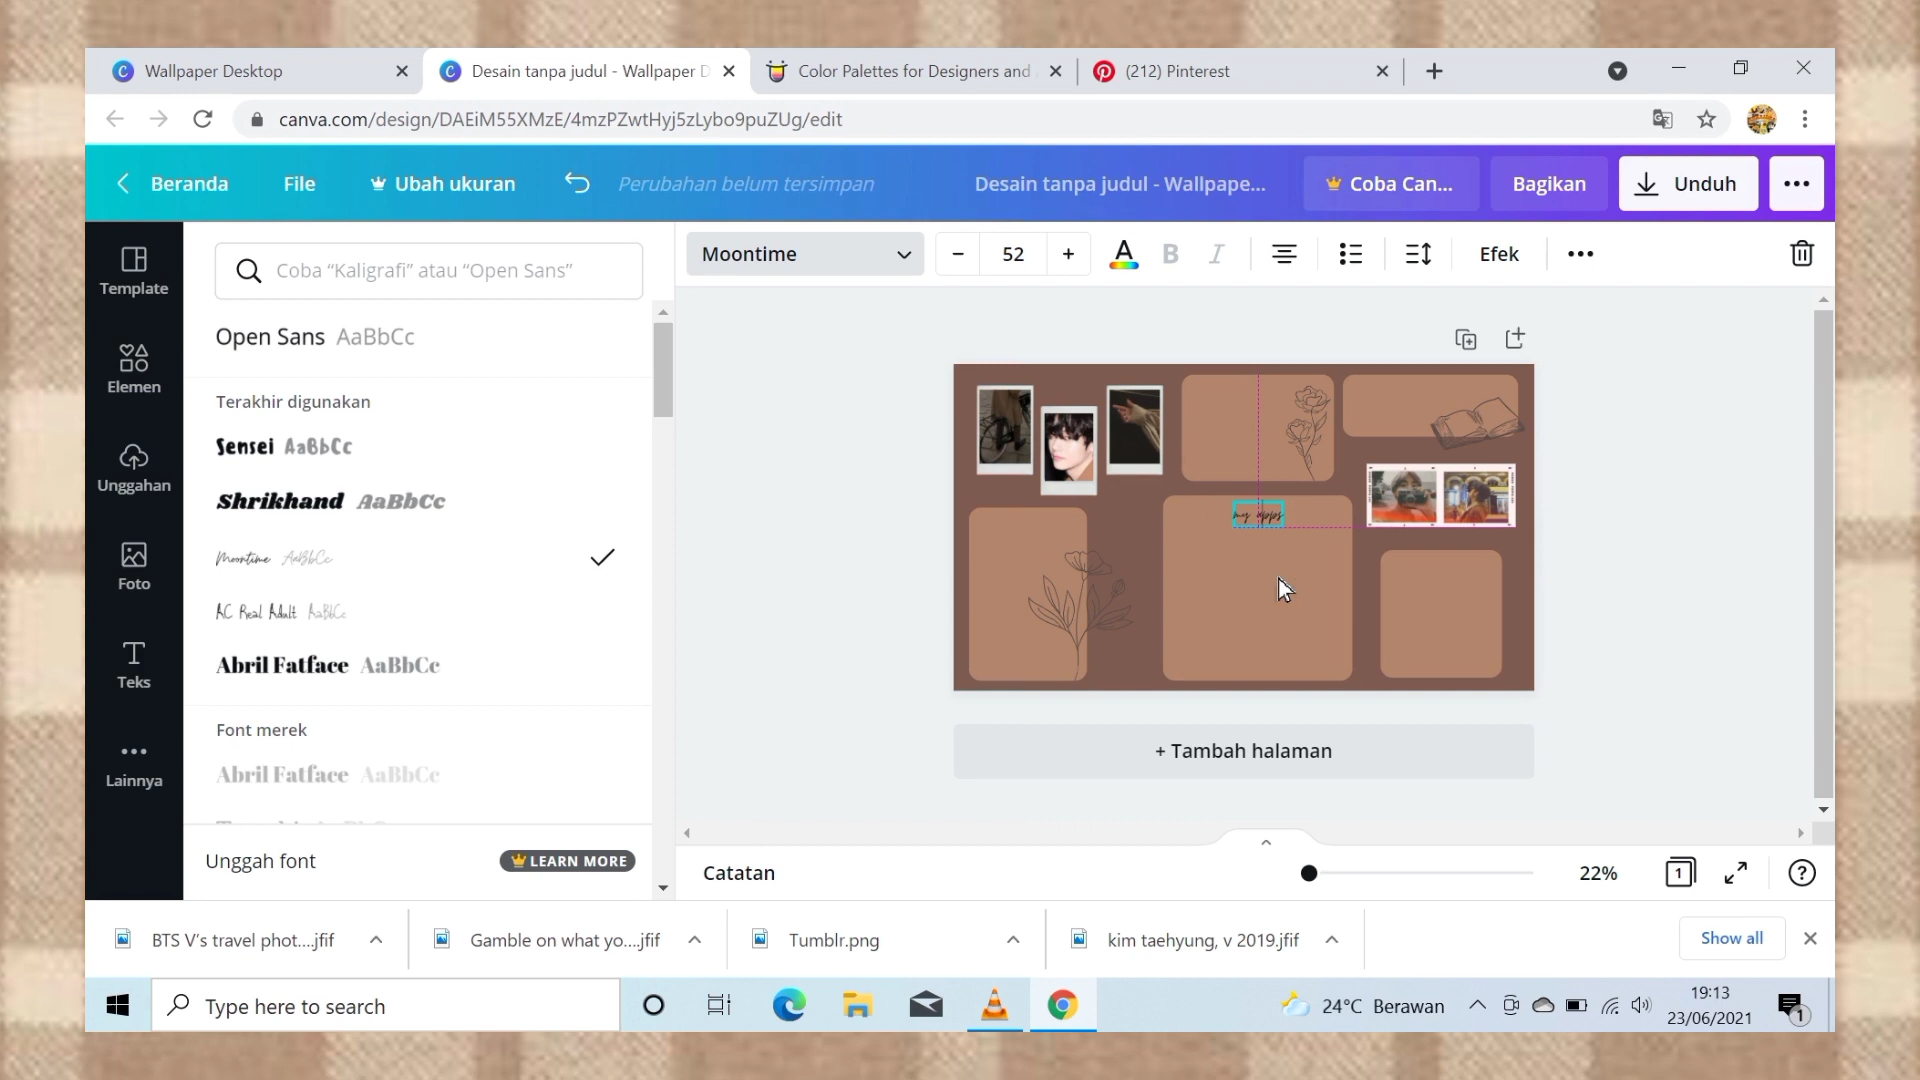 Wallpaper Desktop
Desain tanpa judul - Wallpaper D
Color Palettes for Designers and
(212) Pinterest
canva.com/design/DAEiM55XMzE/4mzPZwtHyj5zLybo9puZUg/edit
Beranda
File
Ubah ukuran
Perubahan belum tersimpan
Desain tanpa judul - Wallpape...
Coba Can...
Bagikan
Unduh
Template
Elemen
Unggahan
Foto
Teks
Lainnya
Coba “Kaligrafi” atau “Open Sans”
Open Sans AaBbCc
Terakhir digunakan
Sensei AaBbCc
Shrikhand AaBbCc
Moontime AaBbCc
AC Real Adult AaBbCc
Abril Fatface AaBbCc
Font merek
Abril Fatface AaBbCc
Unggah font
LEARN MORE
Moontime
52
A
B
I
Efek
my apps
+ Tambah halaman
Catatan
22%
1
BTS V’s travel phot....jfif
Gamble on what yo....jfif
Tumblr.png
kim taehyung, v 2019.jfif
Show all
Type here to search
24°C Berawan
19:13
23/06/2021
1